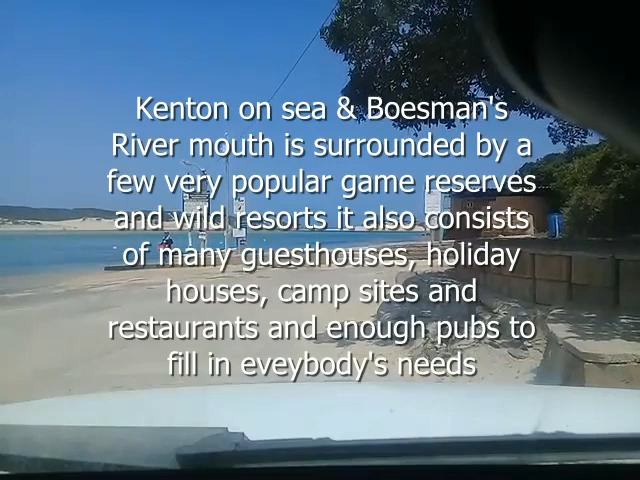 Kenton on sea & Boesman's
River mouth is surrounded by a
few very popular game reserves
and wild resorts it also consists
of many guesthouses, holiday
houses, camp sites and
restaurants and enough pubs to
fill in eveybody's needs